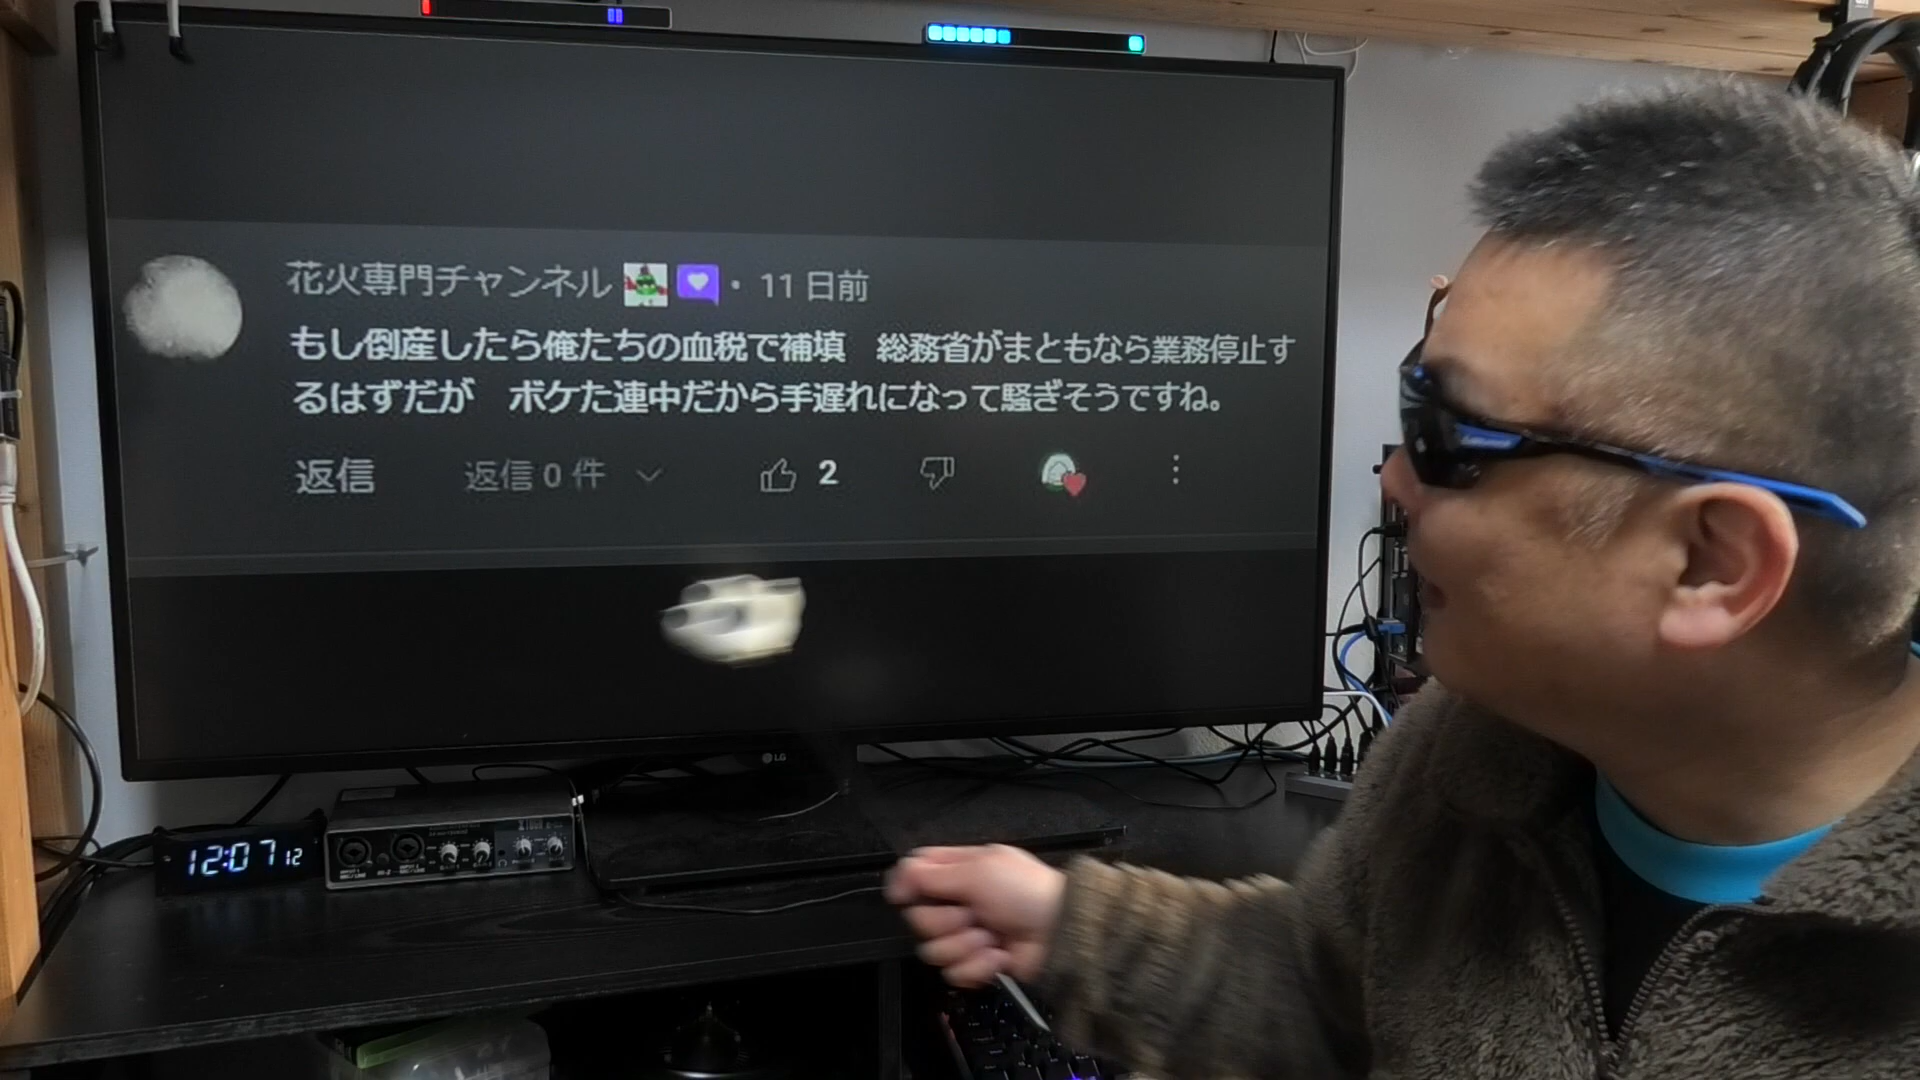 花火専門チャンネル ・ 11 日前
もし倒産したら俺たちの血税で補填　総務省がまともなら業務停止す
るはずだが　ボケた連中だから手遅れになって騒ぎそうですね。
返信 返信 0 件 2
LG
12:07 12